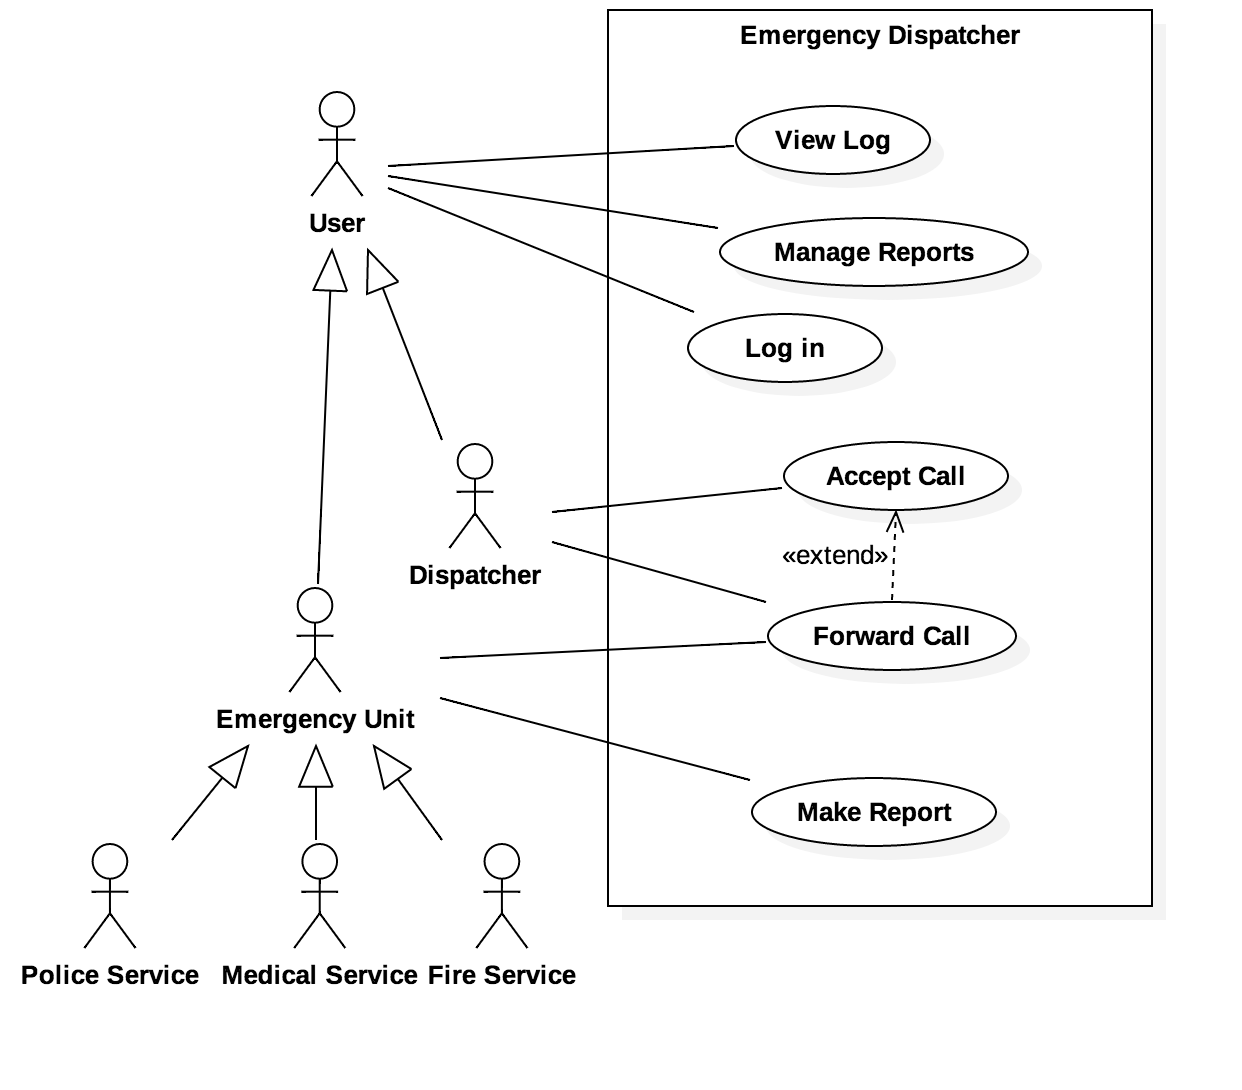 Emergency Dispatcher
View Log
User
Manage Reports
Log in
Accept Call
«extend»
Dispatcher
Forward Call
Emergency Unit
Make Report
Police Service
Medical Service
Fire Service